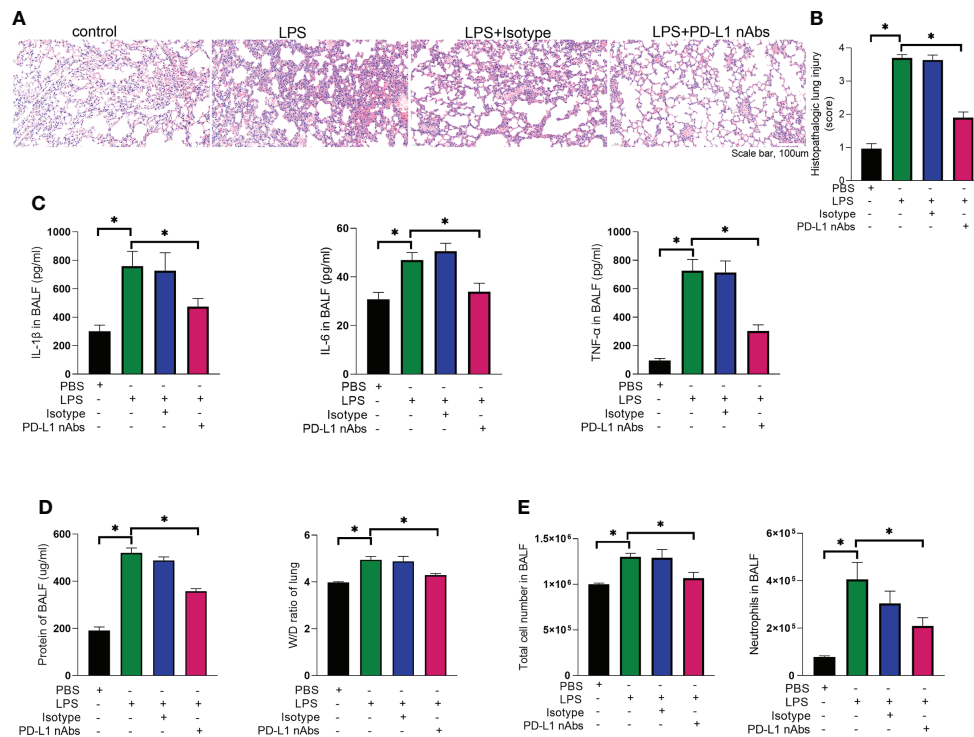 A
control
LPS
LPS+Isotype
LPS+PD-L1 nAbs
Scale bar, 100um
B
Histopathalogic lung injury
(score)
4
3
2
1
0
*
*
PBS + - - -
LPS - + + +
Isotype - - + -
PD-L1 nAbs - - - +
C
IL-1β in BALF (pg/ml)
1000
800
600
400
200
0
*
*
PBS + - - -
LPS - + + +
Isotype - - + -
PD-L1 nAbs - - - +
IL-6 in BALF (pg/ml)
60
40
20
0
*
*
PBS + - - -
LPS - + + +
Isotype - - + -
PD-L1 nAbs - - - +
TNF-α in BALF (pg/ml)
1000
800
600
400
200
0
*
*
PBS + - - -
LPS - + + +
Isotype - - + -
PD-L1 nAbs - - - +
D
Protein of BALF (ug/ml)
600
400
200
0
*
*
PBS + - - -
LPS - + + +
Isotype - - + -
PD-L1 nAbs - - - +
W/D ratio of lung
6
4
2
0
*
*
PBS + - - -
LPS - + + +
Isotype - - + -
PD-L1 nAbs - - - +
E
Total cell number in BALF
1.5×10⁶
1×10⁶
5×10⁵
0
*
*
PBS + - - -
LPS - + + +
Isotype - - + -
PD-L1 nAbs - - - +
Neutrophils in BALF
6×10⁵
4×10⁵
2×10⁵
0
*
*
PBS + - - -
LPS - + + +
Isotype - - + -
PD-L1 nAbs - - - +